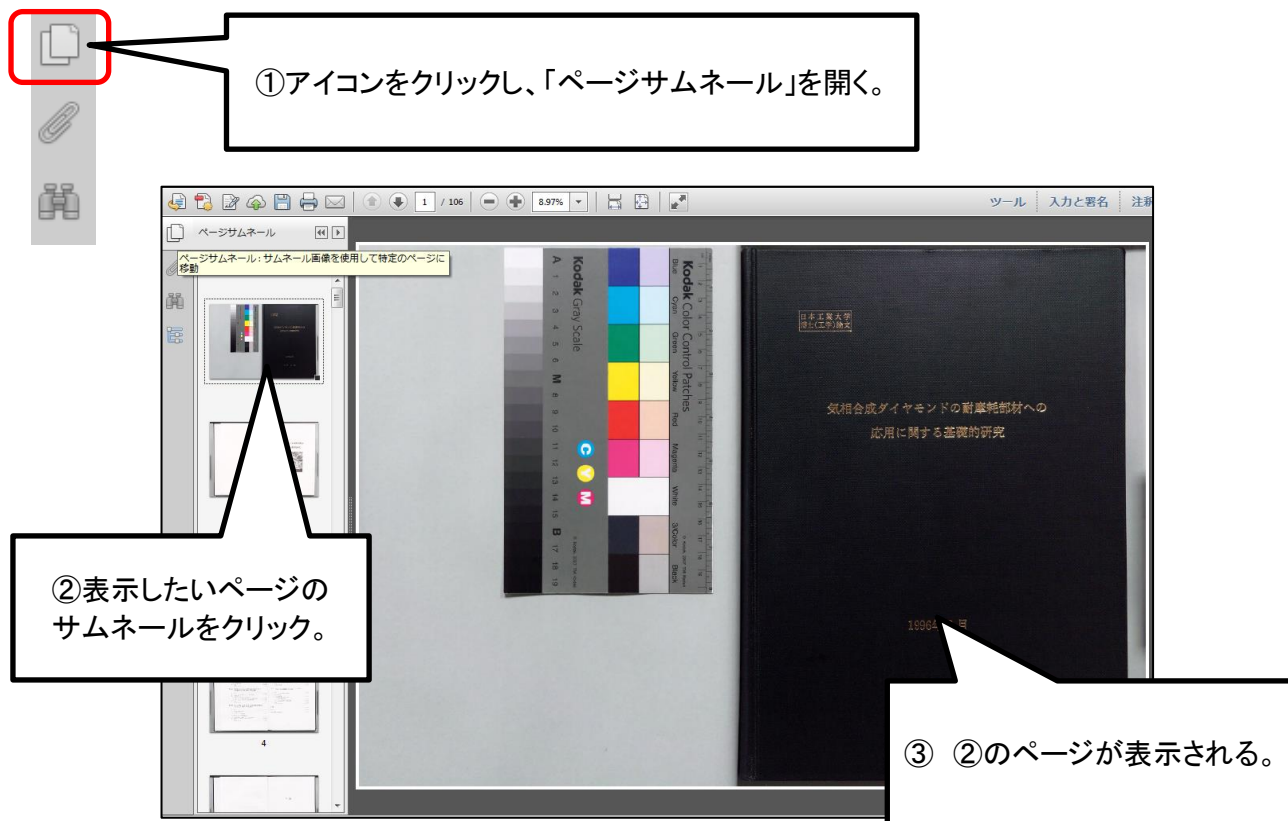 ①アイコンをクリックし、「ページサムネール」を開く。
1 / 106
8.97%
ツール
入力と署名
注釈
ページサムネール
ページサムネール : サムネール画像を使用して特定のページに
移動
Kodak Gray Scale
A 1 2 3 4 5 6 M 8 9 10 11 12 13 14 15 B 17 18 19
C
Y
M
Kodak Color Control Patches
Blue Cyan Green Yellow Red Magenta White 3/Color Black
日本工業大学
博士(工学)論文
気相合成ダイヤモンドの耐摩耗部材への
応用に関する基礎的研究
1996
月
②表示したいページの
サムネールをクリック。
4
③ ②のページが表示される。